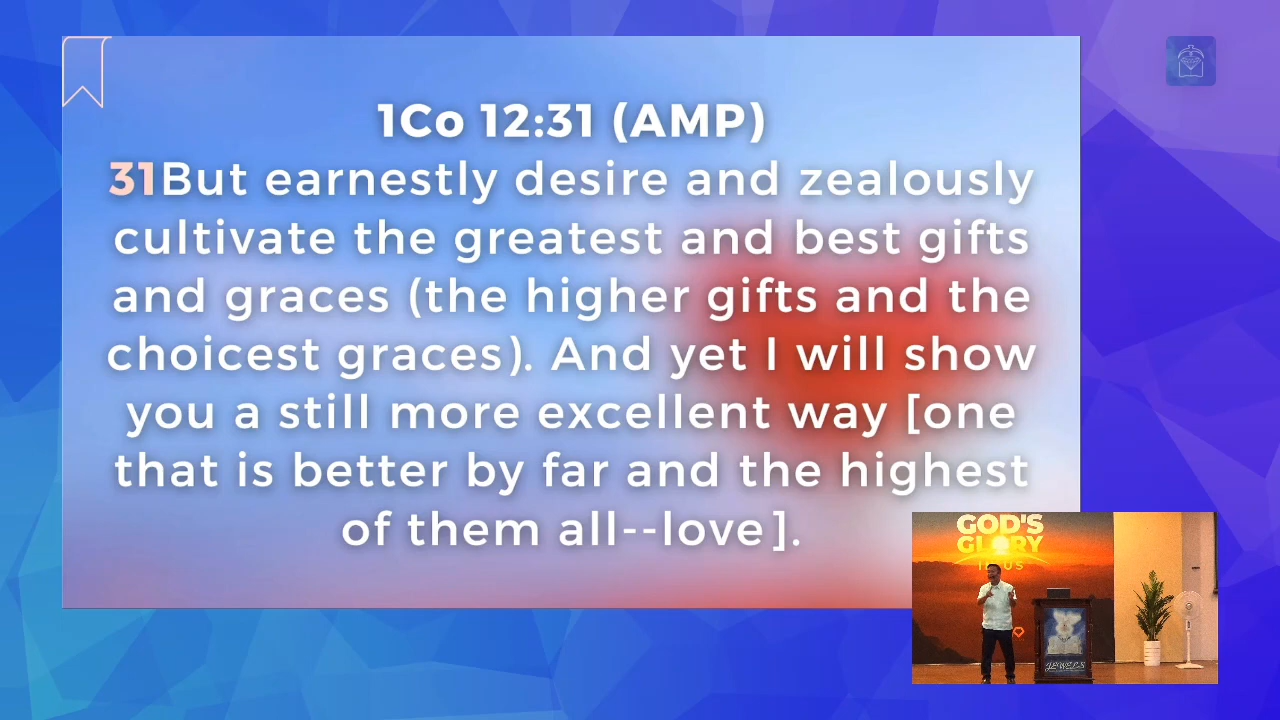 1Co 12:31 (AMP)
31But earnestly desire and zealously
cultivate the greatest and best gifts
and graces (the higher gifts and the
choicest graces). And yet I will show
you a still more excellent way [one
that is better by far and the highest
of them all--love].
GOD'S
GLORY
JEWELS